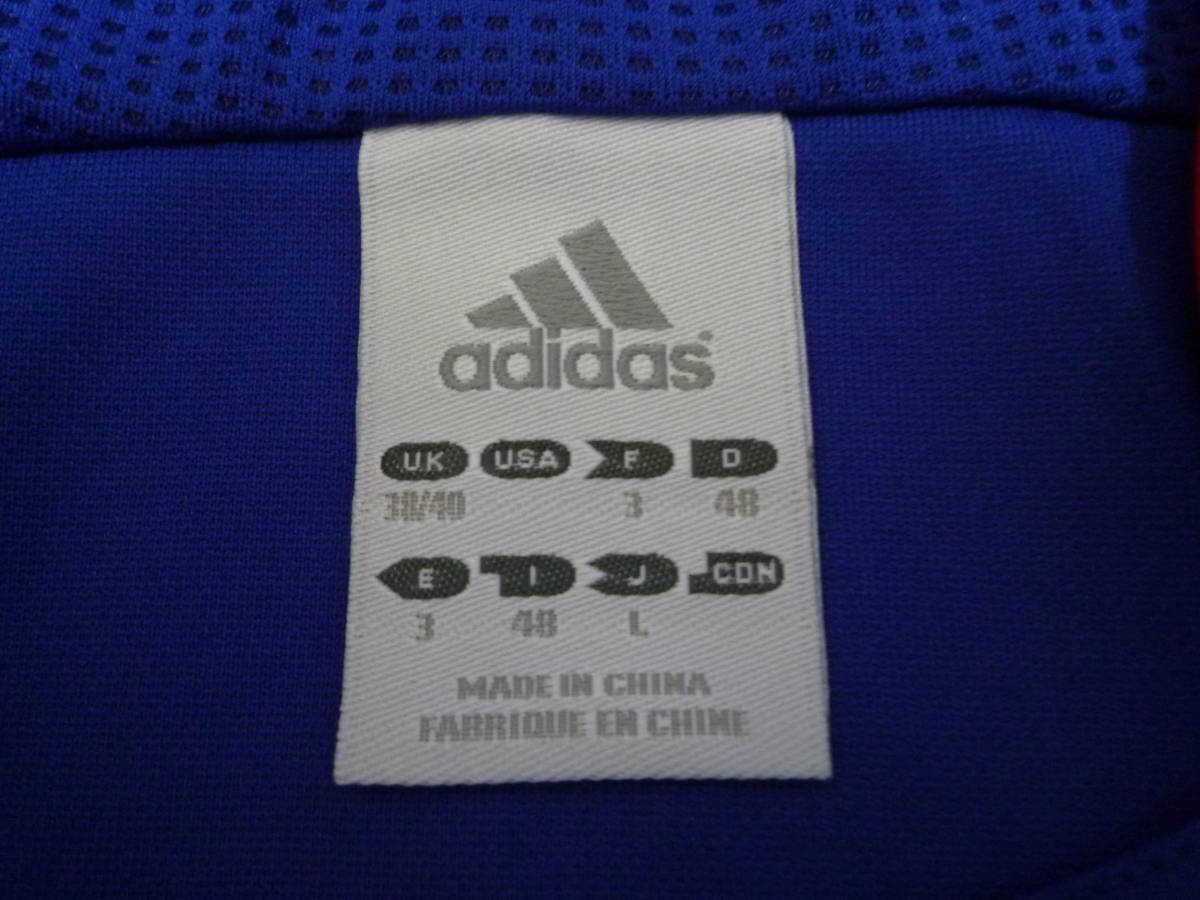 adidas
UK USA F D
38/40 3 48
E I J CDN
3 48 L
MADE IN CHINA
FABRIQUE EN CHINE